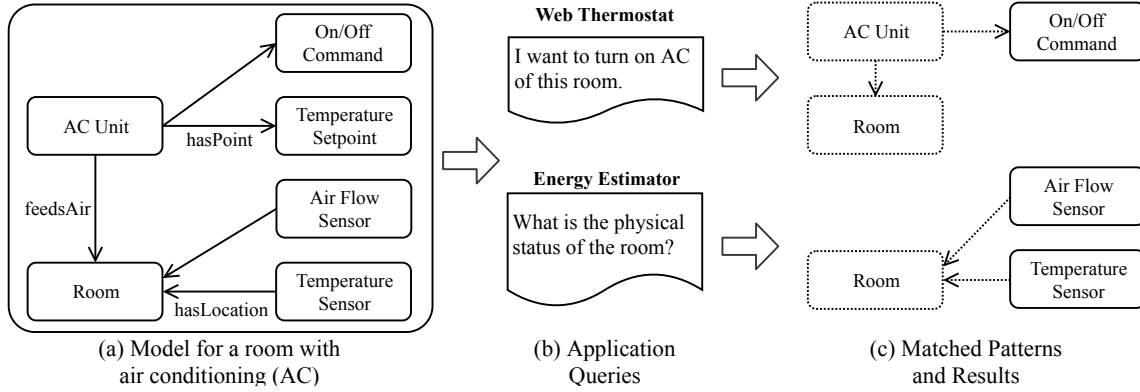 On/Off
Command
AC Unit
hasPoint
Temperature
Setpoint
feedsAir
Air Flow
Sensor
Room
hasLocation
Temperature
Sensor
(a) Model for a room with
air conditioning (AC)
Web Thermostat
I want to turn on AC
of this room.
Energy Estimator
What is the physical
status of the room?
(b) Application
Queries
AC Unit
On/Off
Command
Room
Air Flow
Sensor
Room
Temperature
Sensor
(c) Matched Patterns
and Results